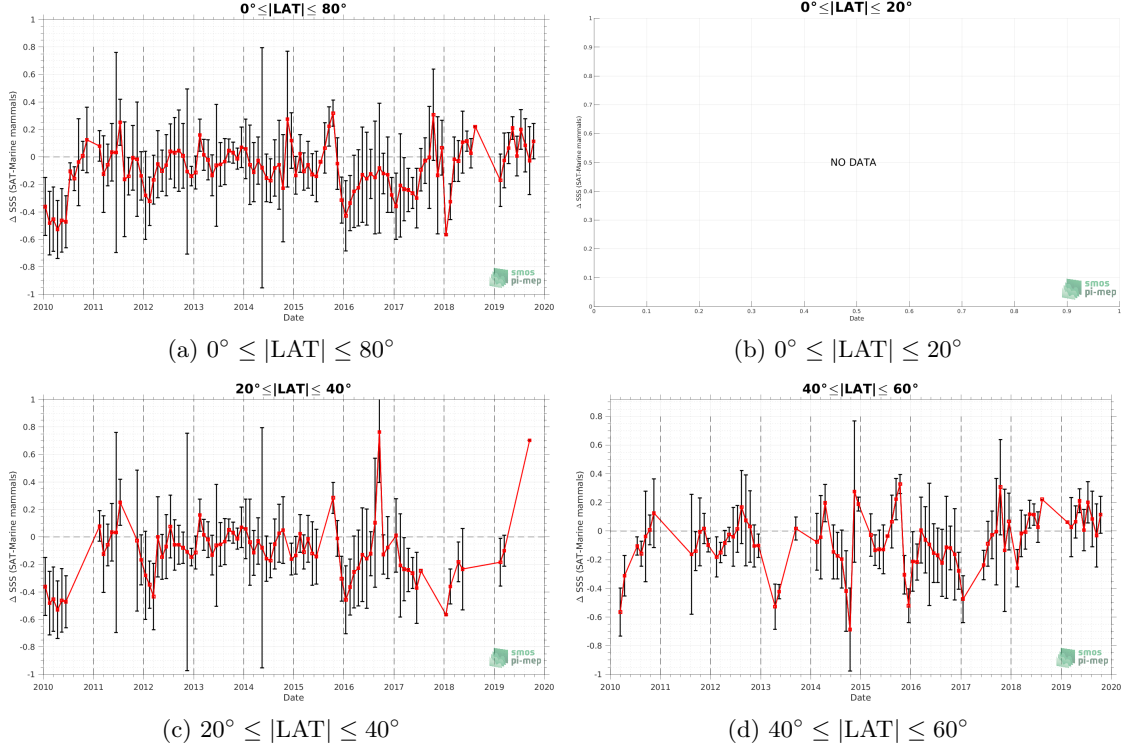 0°≤|LAT|≤ 80°
Δ SSS (SAT-Marine mammals)
1
0.8
0.6
0.4
0.2
0
-0.2
-0.4
-0.6
-0.8
-1
2010 2011 2012 2013 2014 2015 2016 2017 2018 2019 2020
Date
smos
pi-mep
(a) 0° ≤ |LAT| ≤ 80°
0°≤|LAT|≤ 20°
Δ SSS (SAT-Marine mammals)
1
0.9
0.8
0.7
0.6
0.5
0.4
0.3
0.2
0.1
0
NO DATA
0 0.1 0.2 0.3 0.4 0.5 0.6 0.7 0.8 0.9 1
Date
smos
pi-mep
(b) 0° ≤ |LAT| ≤ 20°
20°≤|LAT|≤ 40°
Δ SSS (SAT-Marine mammals)
1
0.8
0.6
0.4
0.2
0
-0.2
-0.4
-0.6
-0.8
-1
2010 2011 2012 2013 2014 2015 2016 2017 2018 2019 2020
Date
smos
pi-mep
(c) 20° ≤ |LAT| ≤ 40°
40°≤|LAT|≤ 60°
Δ SSS (SAT-Marine mammals)
0.8
0.6
0.4
0.2
0
-0.2
-0.4
-0.6
-0.8
-1
2010 2011 2012 2013 2014 2015 2016 2017 2018 2019 2020
Date
smos
pi-mep
(d) 40° ≤ |LAT| ≤ 60°